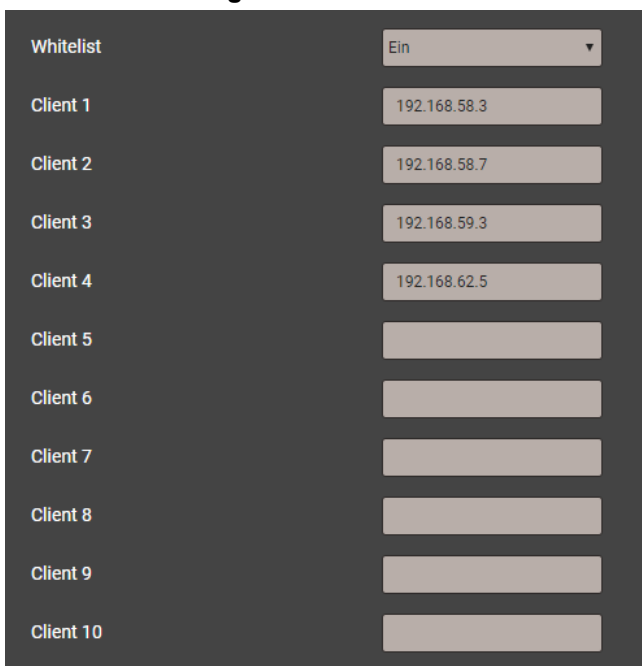 Whitelist Ein
Client 1 192.168.58.3
Client 2 192.168.58.7
Client 3 192.168.59.3
Client 4 192.168.62.5
Client 5
Client 6
Client 7
Client 8
Client 9
Client 10